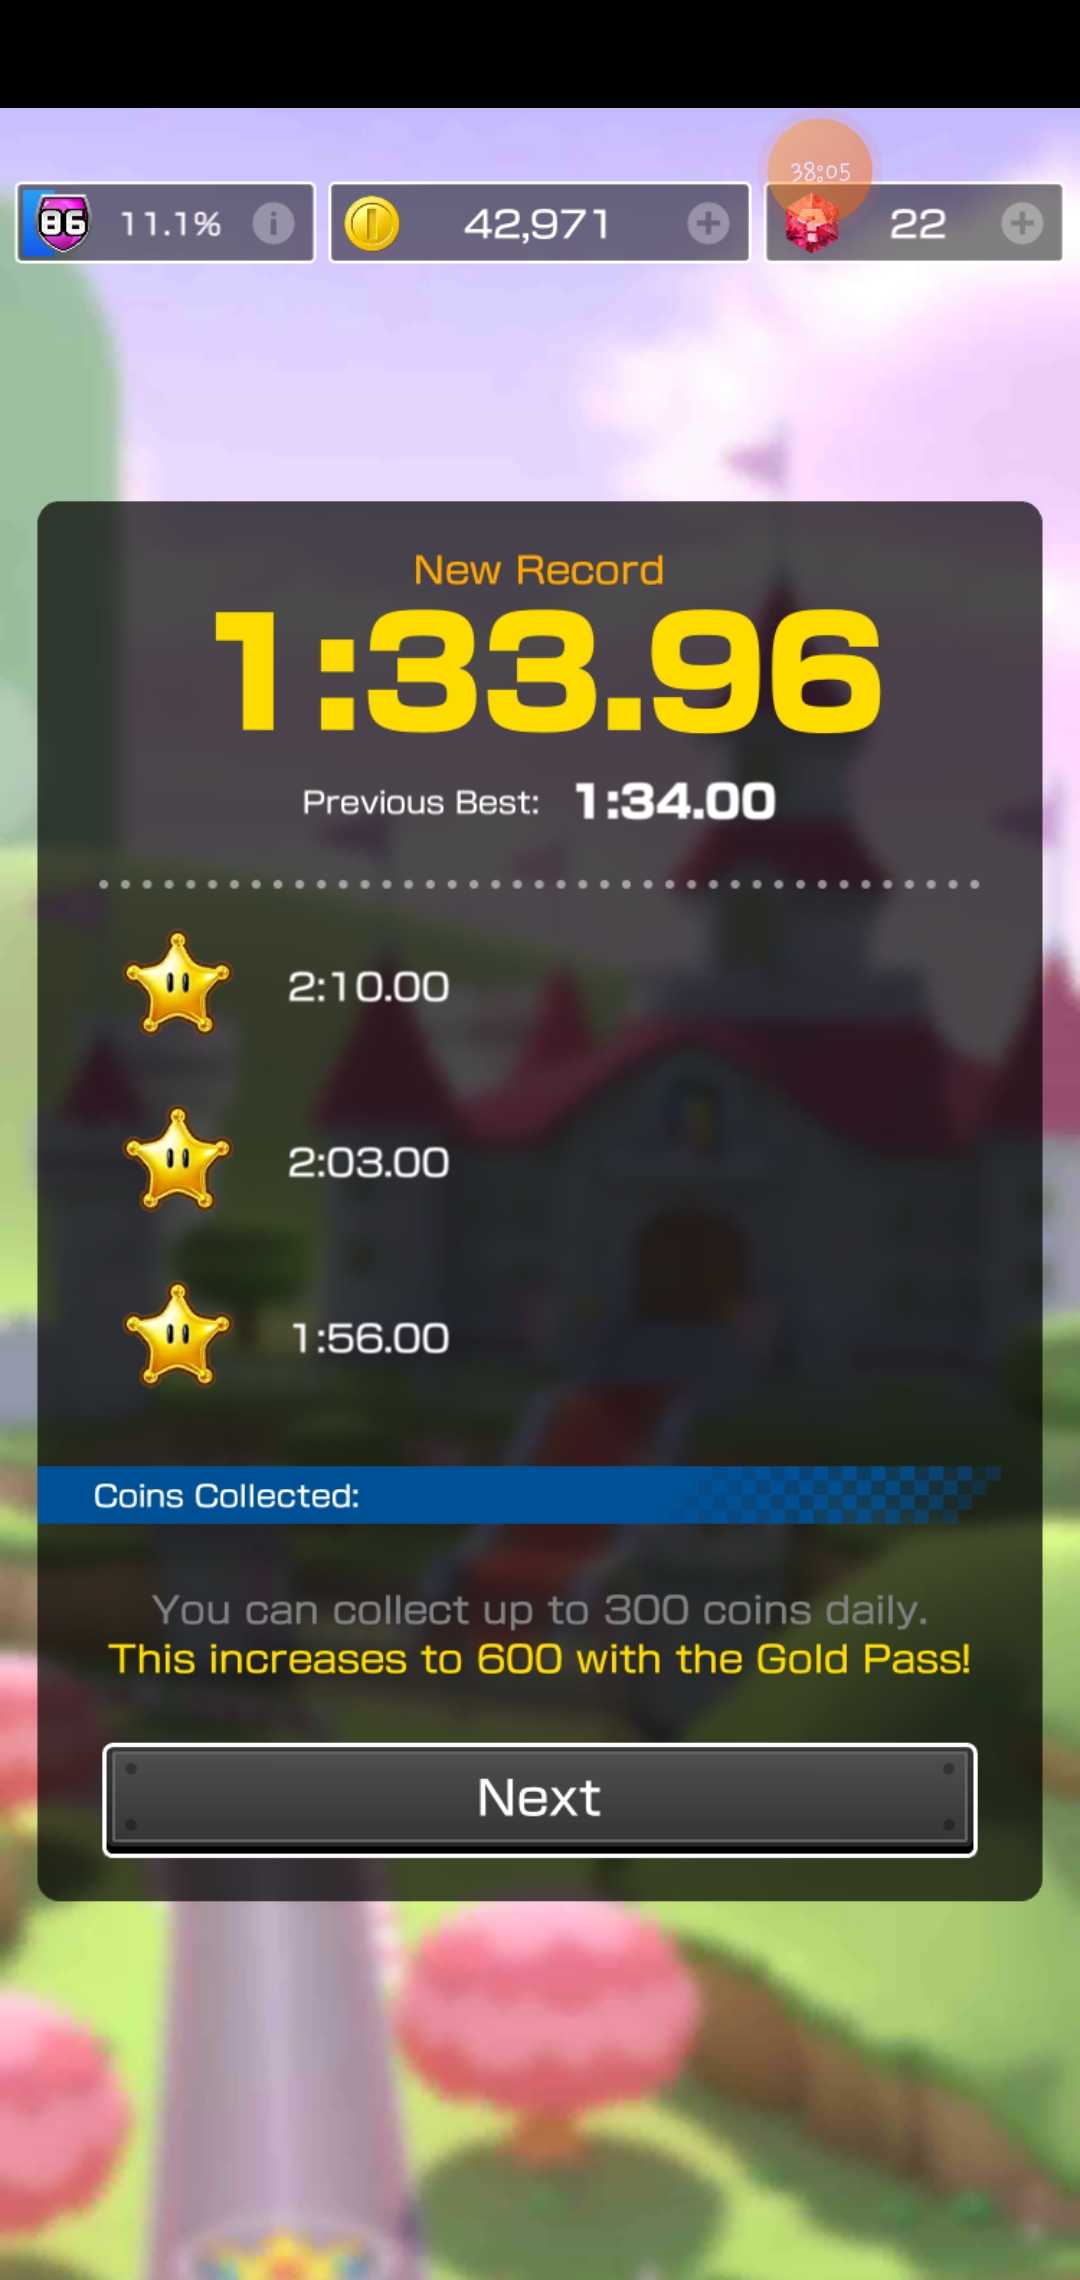 38:05
86 11.1% i 42,971 + 22 +
New Record
1:33.96
Previous Best: 1:34.00
2:10.00
2:03.00
1:56.00
Coins Collected:
You can collect up to 300 coins daily.
This increases to 600 with the Gold Pass!
Next